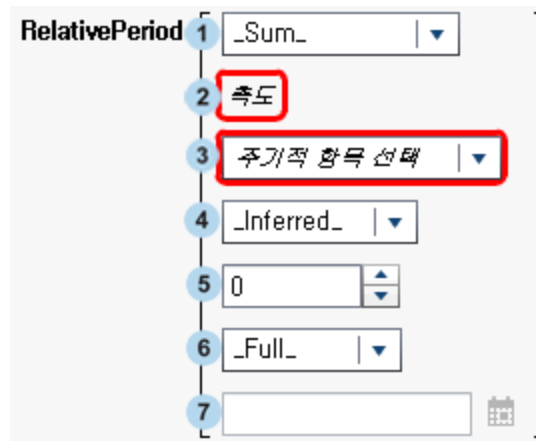 RelativePeriod 1 _Sum_
2 측도
3 주기적 항목 선택
4 _Inferred_
5 0
6 _Full_
7